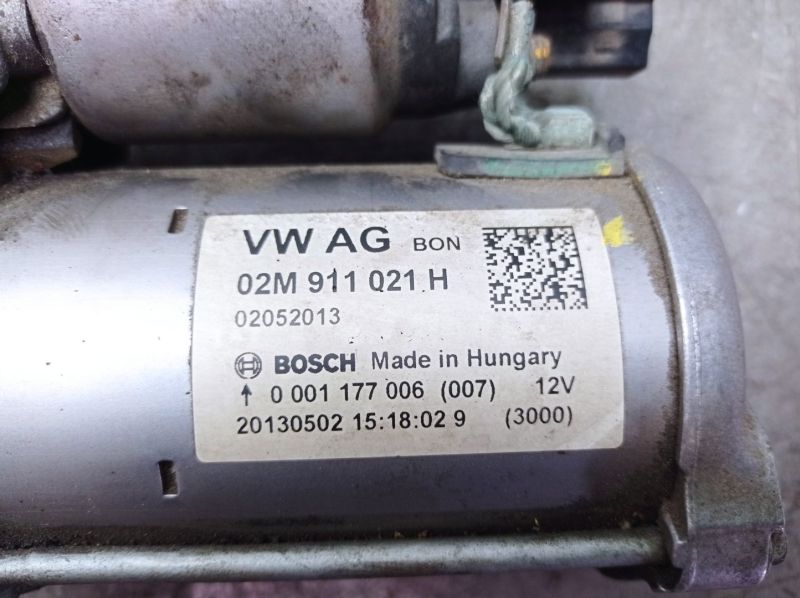 VW AG BON
02M 911 021 H
02052013
BOSCH Made in Hungary
↑ 0 001 177 006 (007) 12V
20130502 15:18:02 9 (3000)